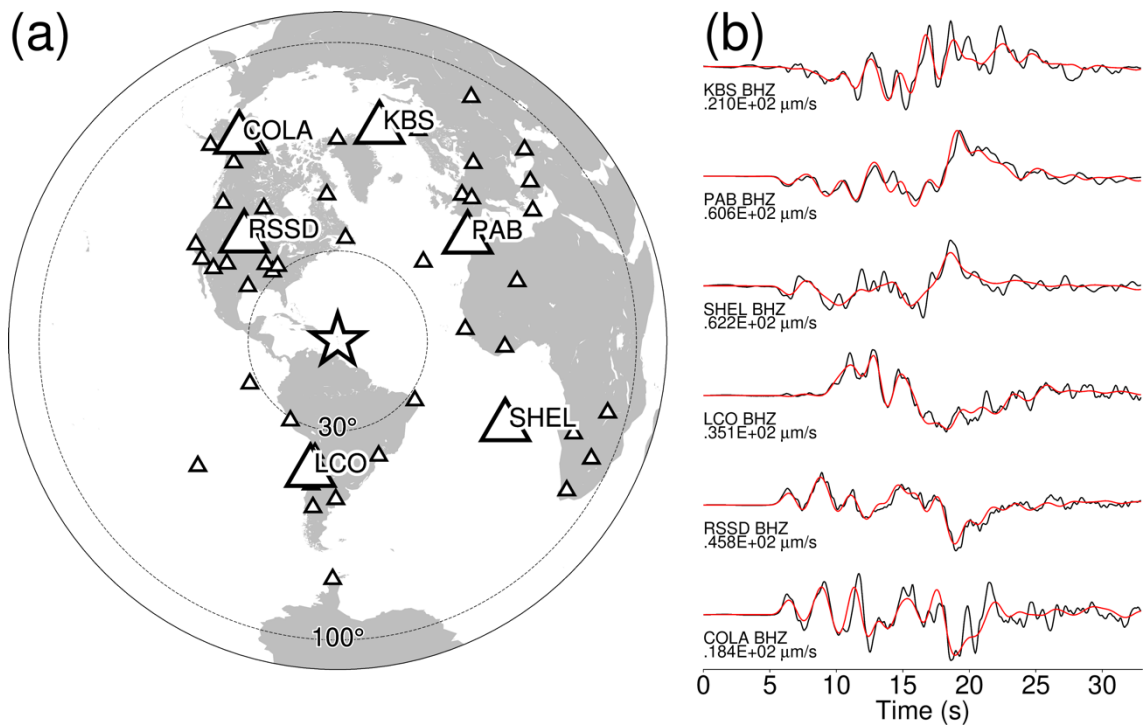 (a)
COLA
KBS
RSSD
PAB
30°
SHEL
LCO
100°
(b)
KBS BHZ
.210E+02 μm/s
PAB BHZ
.606E+02 μm/s
SHEL BHZ
.622E+02 μm/s
LCO BHZ
.351E+02 μm/s
RSSD BHZ
.458E+02 μm/s
COLA BHZ
.184E+02 μm/s
0 5 10 15 20 25 30
Time (s)